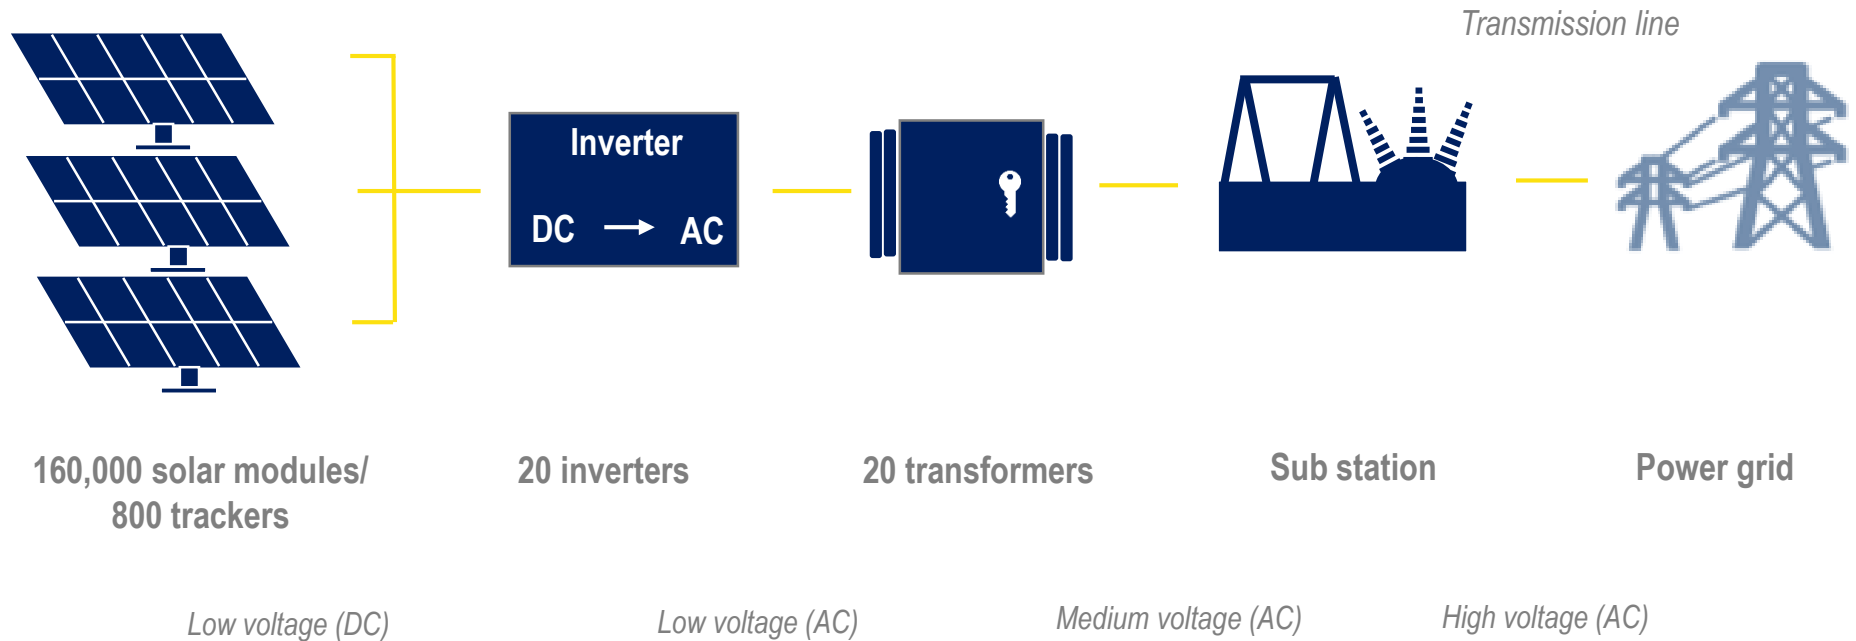 Transmission line
Inverter
DC AC
160,000 solar modules/
800 trackers
20 inverters
20 transformers
Sub station
Power grid
Low voltage (DC)
Low voltage (AC)
Medium voltage (AC)
High voltage (AC)